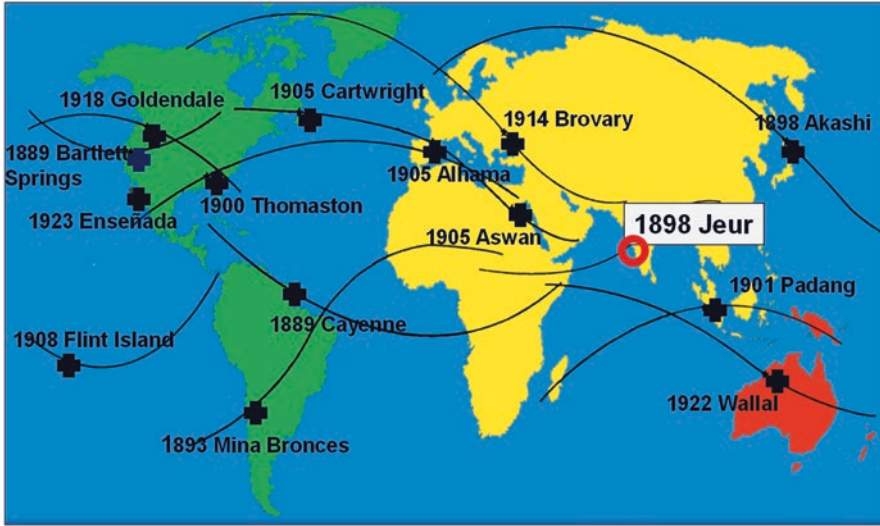 1918 Goldendale
1905 Cartwright
1914 Brovary
1898 Akashi
1889 Bartlett
Springs
1905 Alhama
1900 Thomaston
1923 Enseñada
1905 Aswan
1898 Jeur
1901 Padang
1889 Cayenne
1908 Flint Island
1922 Wallal
1893 Mina Bronces